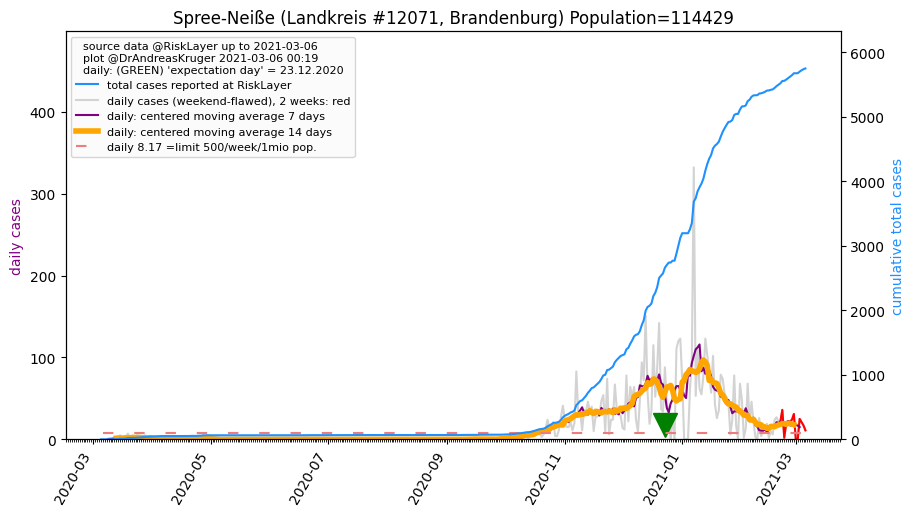 Spree-Neiße (Landkreis #12071, Brandenburg) Population=114429
source data @RiskLayer up to 2021-03-06
plot @DrAndreasKruger 2021-03-06 00:19
daily: (GREEN) 'expectation day' = 23.12.2020
total cases reported at RiskLayer
daily cases (weekend-flawed), 2 weeks: red
daily: centered moving average 7 days
daily: centered moving average 14 days
daily 8.17 =limit 500/week/1mio pop.
daily cases
400
300
200
100
0
cumulative total cases
6000
5000
4000
3000
2000
1000
0
2020-03
2020-05
2020-07
2020-09
2020-11
2021-01
2021-03